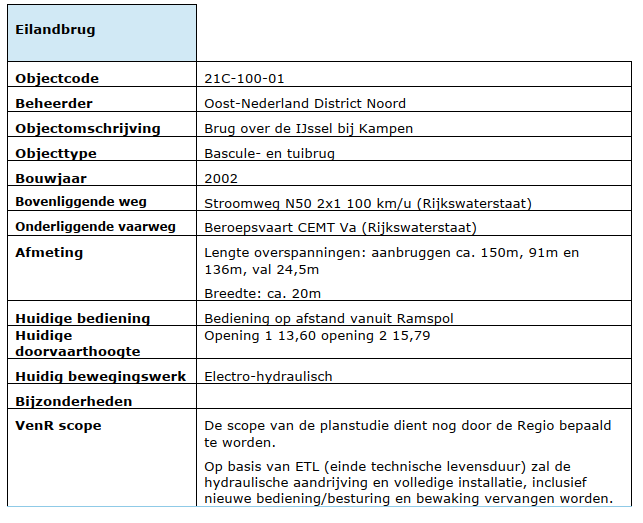 Eilandbrug
Objectcode 21C-100-01
Beheerder Oost-Nederland District Noord
Objectomschrijving Brug over de IJssel bij Kampen
Objecttype Bascule- en tuibrug
Bouwjaar 2002
Bovenliggende weg Stroomweg N50 2x1 100 km/u (Rijkswaterstaat)
Onderliggende vaarweg Beroepsvaart CEMT Va (Rijkswaterstaat)
Afmeting Lengte overspanningen: aanbruggen ca. 150m, 91m en
136m, val 24,5m
Breedte: ca. 20m
Huidige bediening Bediening op afstand vanuit Ramspol
Huidige Opening 1 13,60 opening 2 15,79
doorvaarthoogte
Huidig bewegingswerk Electro-hydraulisch
Bijzonderheden
VenR scope De scope van de planstudie dient nog door de Regio bepaald
te worden.
Op basis van ETL (einde technische levensduur) zal de
hydraulische aandrijving en volledige installatie, inclusief
nieuwe bediening/besturing en bewaking vervangen worden.